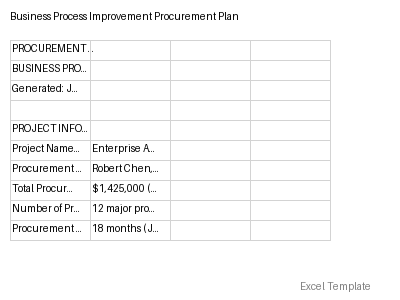 Business Process Improvement Procurement Plan
PROCUREMENT...
BUSINESS PRO...
Generated: J...
PROJECT INFO...
Project Name... Enterprise A...
Procurement... Robert Chen,...
Total Procur... $1,425,000 (...
Number of Pr... 12 major pro...
Procurement... 18 months (J...
Excel Template